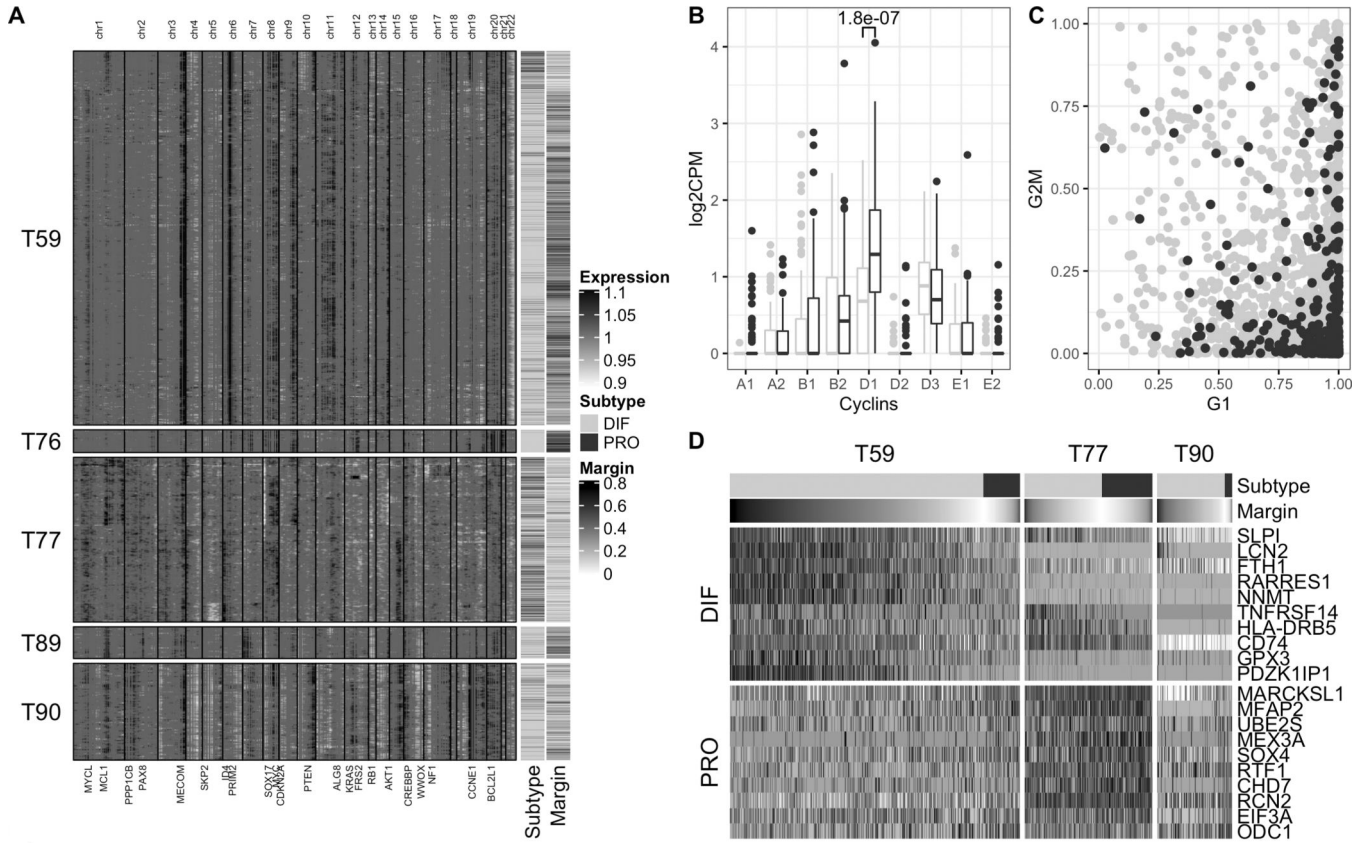 A
chr1 chr2 chr3 chr4 chr5 chr6 chr7 chr8 chr9 chr10 chr11 chr12 chr13 chr14 chr15 chr16 chr17 chr18 chr19 chr20 chr21 chr22
T59
T76
T77
T89
T90
Expression
1.1
1.05
1
0.95
0.9
Subtype
DIF
PRO
Margin
0.8
0.6
0.4
0.2
0
MYCL MCL1 PPP1CB PAX8 MECOM SKP2 ID4 PRIM2 SOX17 MYC CDKN2A PTEN ALG8 KRAS FRS2 RB1 AKT1 CREBBP WWOX NF1 CCNE1 BCL2L1
Subtype Margin
B
1.8e-07
log2CPM
4
3
2
1
0
A1 A2 B1 B2 D1 D2 D3 E1 E2
Cyclins
C
G2M
1.00
0.75
0.50
0.25
0.00
0.00 0.25 0.50 0.75 1.00
G1
D
T59 T77 T90
Subtype
Margin
DIF
SLPI
LCN2
FTH1
RARRES1
NNMT
TNFRSF14
HLA-DRB5
CD74
GPX3
PDZK1IP1
PRO
MARCKSL1
MFAP2
UBE2S
MEX3A
SOX4
RTF1
CHD7
RCN2
EIF3A
ODC1